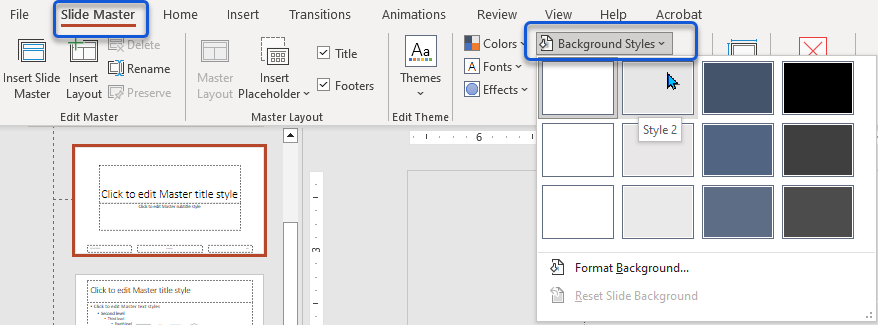 File Slide Master Home Insert Transitions Animations Review View Help Acrobat
Insert Slide Master
Insert Layout
Delete
Rename
Preserve
Edit Master
Master Layout
Insert Placeholder
Title
Footers
Master Layout
Aa
Themes
Edit Theme
Colors
Fonts
Effects
Background Styles
Style 2
Format Background...
Reset Slide Background
6
3
Click to edit Master title style
Click to edit Master subtitle style
Click to edit Master title style
Click to edit Master text styles
Second level
Third level